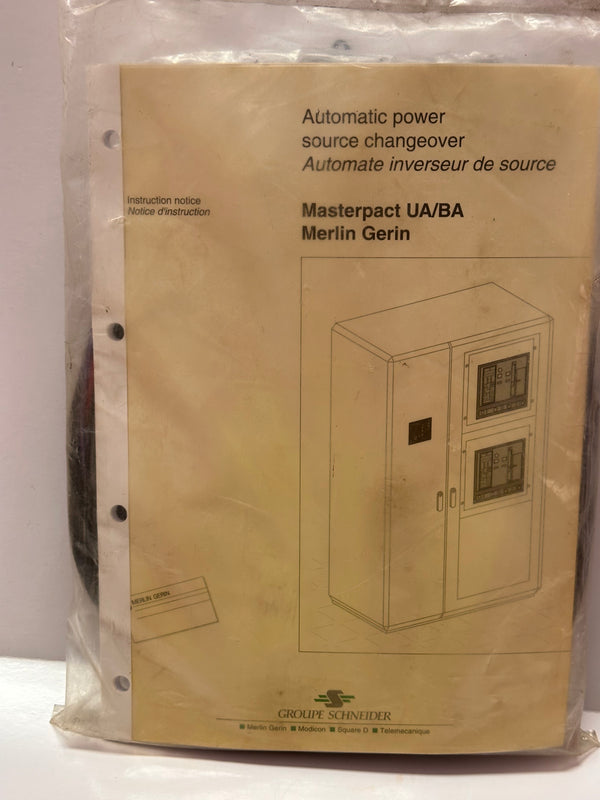 Automatic power
source changeover
Automate inverseur de source
Instruction notice
Notice d'instruction
Masterpact UA/BA
Merlin Gerin
MERLIN GERIN
GROUPE SCHNEIDER
Merlin Gerin Modicon Square D Telemecanique